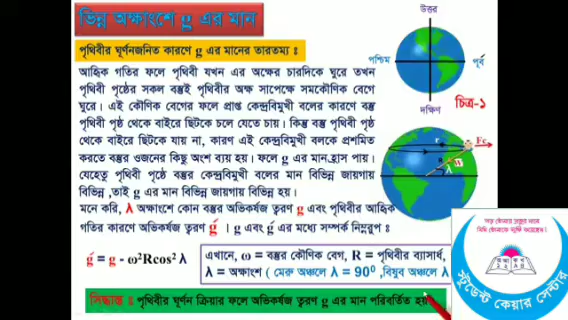 ভিন্ন অক্ষাংশে g এর মান
পৃথিবীর ঘূর্ণনজনিত কারণে g এর মানের তারতম্য ঃ
আহ্নিক গতির ফলে পৃথিবী যখন এর অক্ষের চারদিকে ঘুরে তখন
পৃথিবী পৃষ্ঠের সকল বস্তুই পৃথিবীর অক্ষ সাপেক্ষে সমকৌণিক বেগে
ঘুরে। এই কৌণিক বেগের ফলে প্রাপ্ত কেন্দ্রবিমুখী বলের কারণে বস্তু
পৃথিবী পৃষ্ঠ থেকে বাইরে ছিটকে চলে যেতে চায়। কিন্তু বস্তু পৃথিবী পৃষ্ঠ
থেকে বাইরে ছিটকে যায় না, কারণ এই কেন্দ্রবিমুখী বলকে প্রশমিত
করতে বস্তুর ওজনের কিছু অংশ ব্যয় হয়। ফলে g এর মান হ্রাস পায়।
যেহেতু পৃথিবী পৃষ্ঠে বস্তুর কেন্দ্রবিমুখী বলের মান বিভিন্ন জায়গায়
বিভিন্ন ,তাই g এর মান বিভিন্ন জায়গায় বিভিন্ন হয়।
মনে করি, λ অক্ষাংশে কোন বস্তুর অভিকর্ষজ ত্বরণ g এবং পৃথিবীর আহ্নিক
গতির কারণে অভিকর্ষজ ত্বরণ ǵ । g এবং ǵ এর মধ্যে সম্পর্ক নিম্নরুপ ঃ
ǵ = g - ω²Rcos² λ
এখানে, ω = বস্তুর কৌণিক বেগ, R = পৃথিবীর ব্যাসার্ধ,
λ = অক্ষাংশ ( মেরু অঞ্চলে λ = 90⁰ ,বিষুব অঞ্চলে λ
সিদ্ধান্ত ঃ পৃথিবীর ঘূর্ণন ক্রিয়ার ফলে অভিকর্ষজ ত্বরণ g এর মান পরিবর্তিত হয়
উত্তর
পশ্চিম
পূর্ব
দক্ষিণ
চিত্র-১
r
Fc
R
W
λ
স্টুডেন্ট কেয়ার সেন্টার